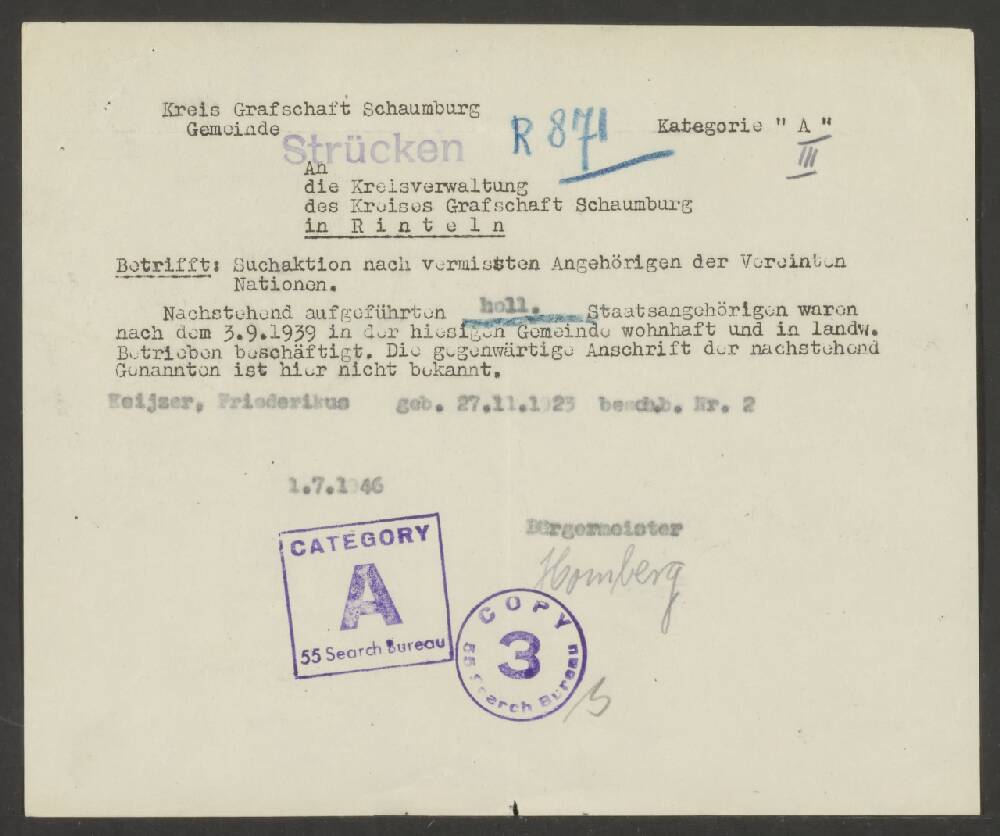 Kreis Grafschaft Schaumburg
Gemeinde Strücken
R 871
Kategorie " A "
III
An
die Kreisverwaltung
des Kreises Grafschaft Schaumburg
in Rinteln
Betrifft: Suchaktion nach vermissten Angehörigen der Vereinten
Nationen.
Nachstehend aufgeführten holl. Staatsangehörigen waren
nach dem 3.9.1939 in der hiesigen Gemeinde wohnhaft und in landw.
Betrieben beschäftigt. Die gegenwärtige Anschrift der nachstehend
Genannten ist hier nicht bekannt.
Keijzer, Friederikus geb. 27.11.1923 Nr. 2
1.7.1946
Bürgermeister
Homberg
CATEGORY
A
55 Search Bureau
COPY
3
55 Search Bureau